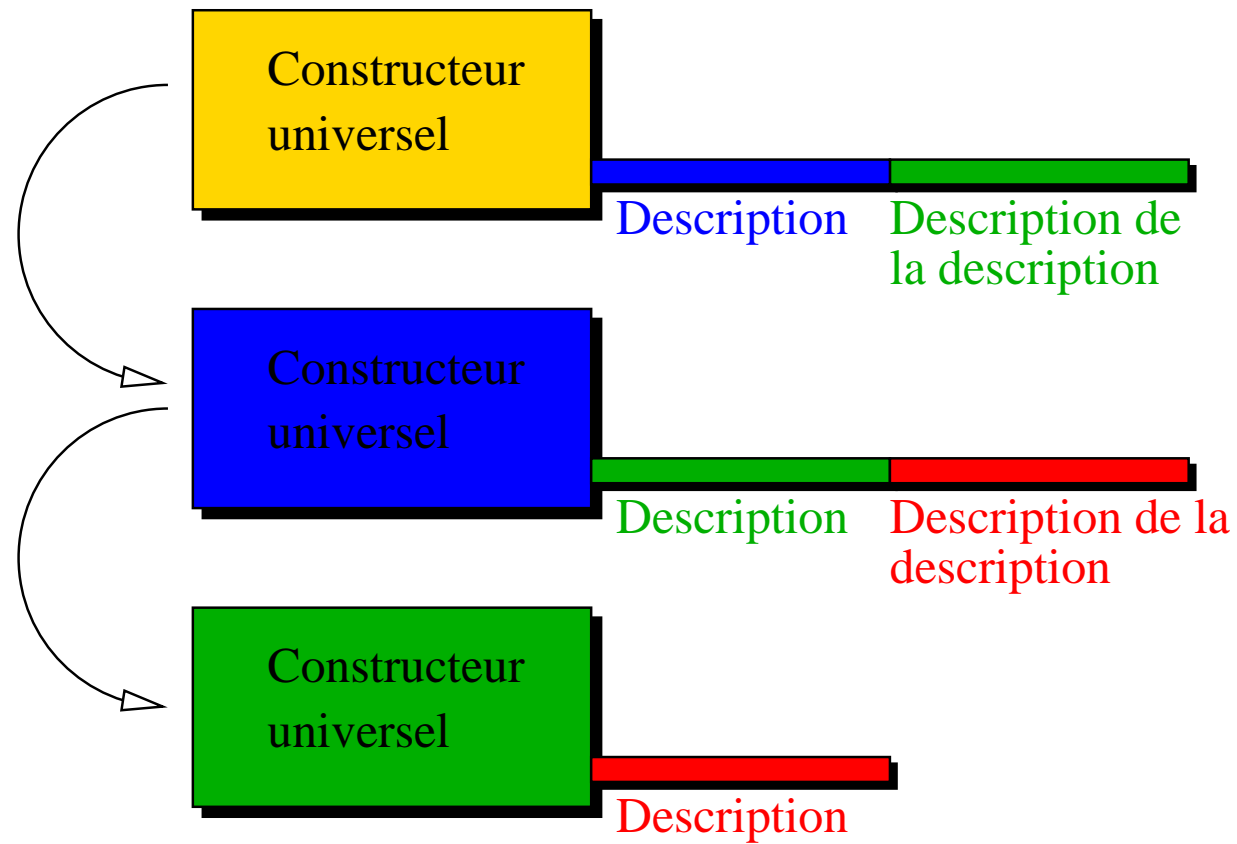 Constructeur
universel
Description
Description de
la description
Constructeur
universel
Description
Description de la
description
Constructeur
universel
Description